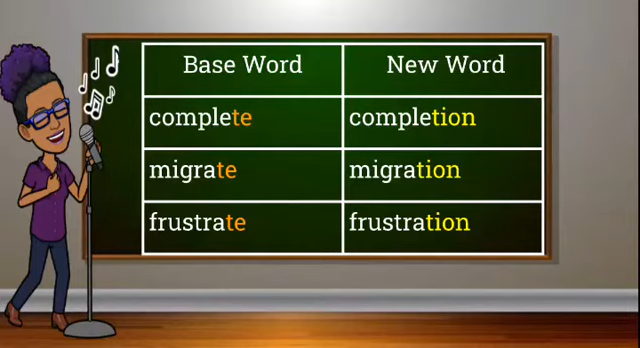 Base Word New Word
complete completion
migrate migration
frustrate frustration